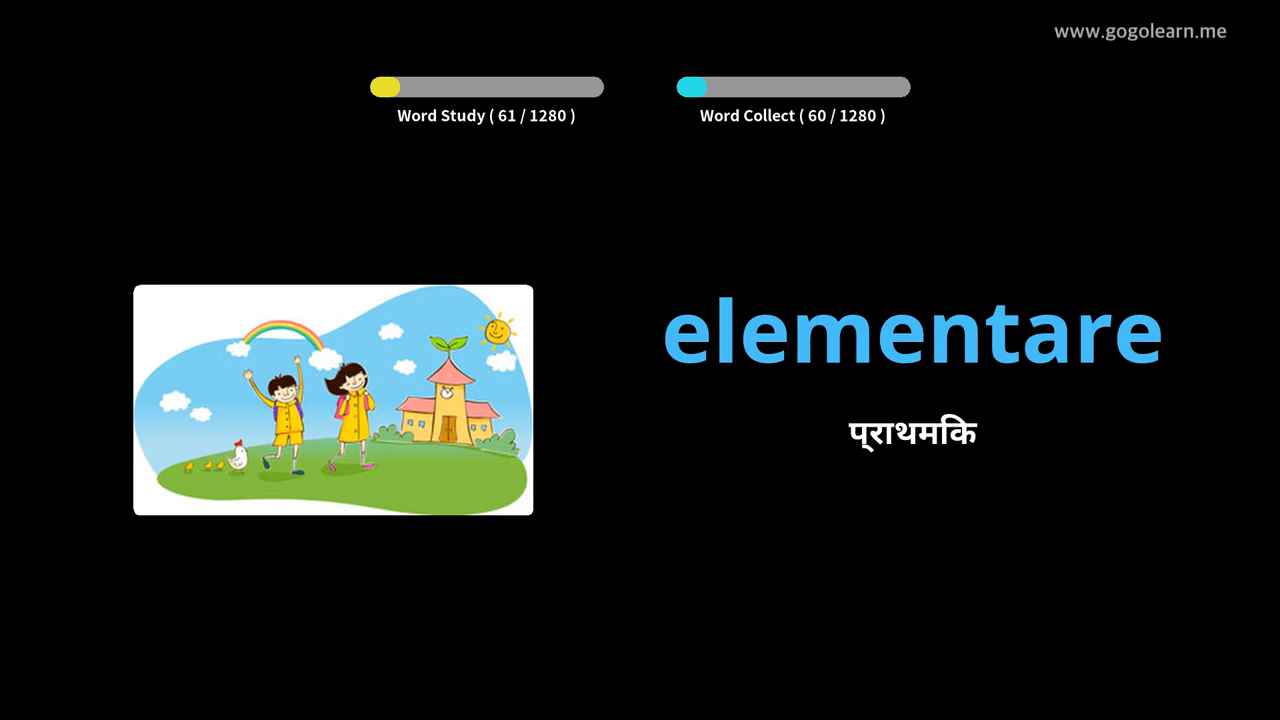 www.gogolearn.me
Word Study ( 61 / 1280 )
Word Collect ( 60 / 1280 )
elementare
प्राथमकि